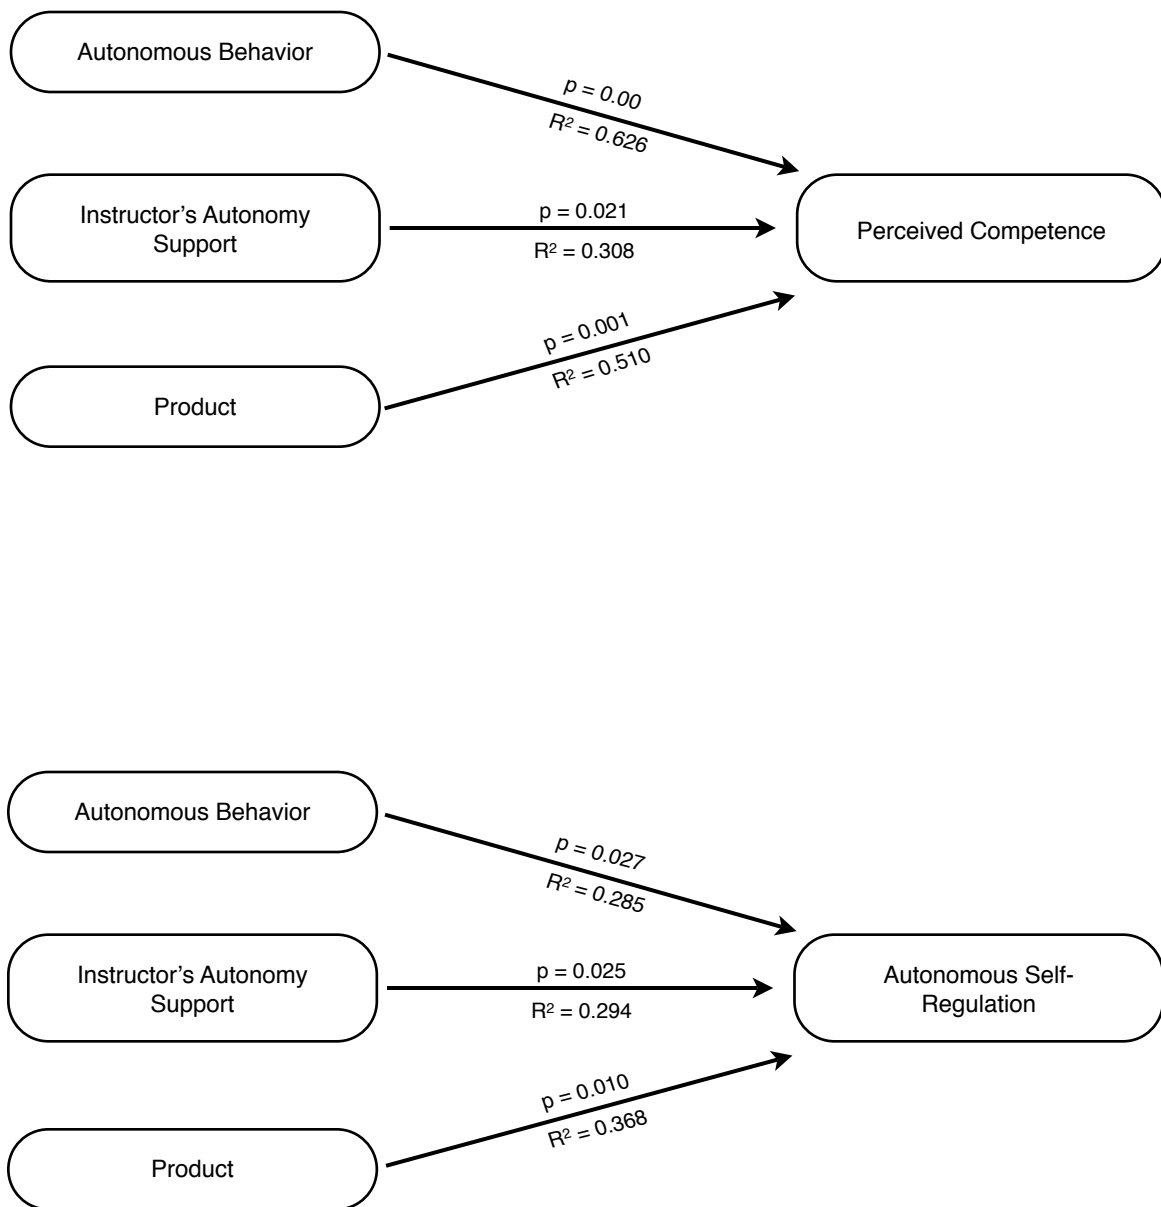 Autonomous Behavior
p = 0.00
R² = 0.626
Instructor’s Autonomy
Support
p = 0.021
R² = 0.308
Perceived Competence
p = 0.001
R² = 0.510
Product
Autonomous Behavior
p = 0.027
R² = 0.285
Instructor’s Autonomy
Support
p = 0.025
R² = 0.294
Autonomous Self-
Regulation
p = 0.010
R² = 0.368
Product